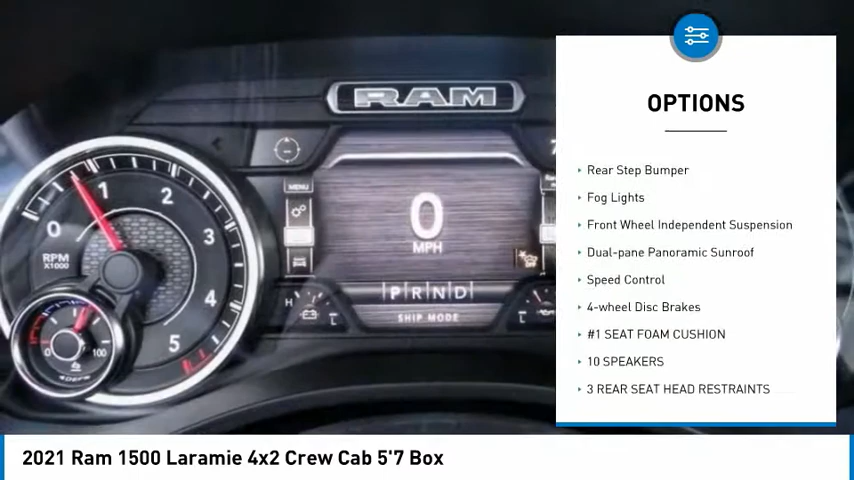 RAM
MENU
0
MPH
P R N D
SHIP MODE
H
L
L
0
1
2
3
4
5
RPM
X1000
0
100
OPTIONS
Rear Step Bumper
Fog Lights
Front Wheel Independent Suspension
Dual-pane Panoramic Sunroof
Speed Control
4-wheel Disc Brakes
#1 SEAT FOAM CUSHION
10 SPEAKERS
3 REAR SEAT HEAD RESTRAINTS
2021 Ram 1500 Laramie 4x2 Crew Cab 5'7 Box